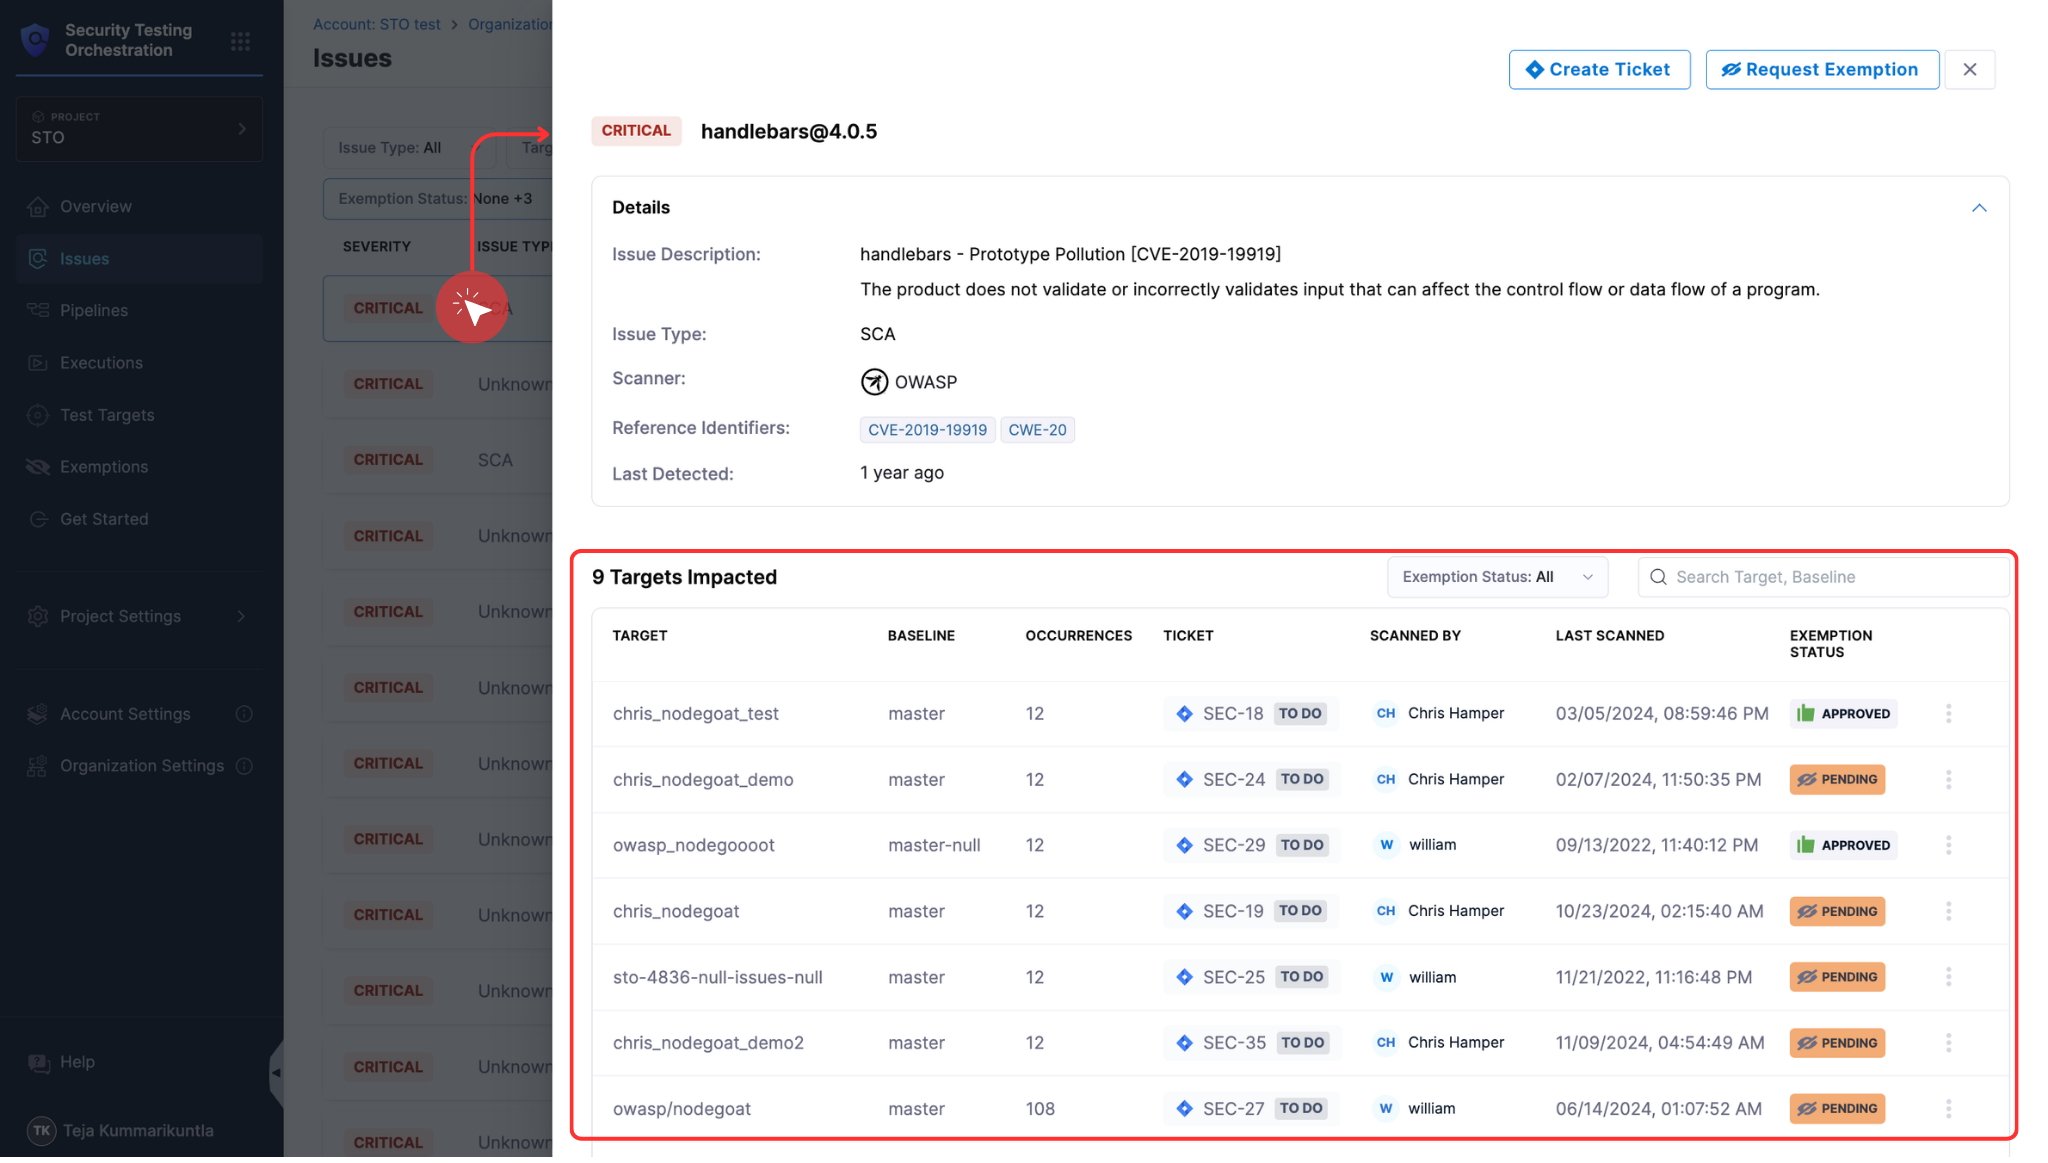 Security Testing
Orchestration
PROJECT
STO
Overview
Issues
Pipelines
Executions
Test Targets
Exemptions
Get Started
Project Settings
Account Settings
Organization Settings
Help
TK Teja Kummarikuntla
Account: STO test > Organization
Issues
Issue Type: All
Exemption Status: None +3
SEVERITY ISSUE TYPE
CRITICAL
CRITICAL Unknown
CRITICAL SCA
CRITICAL Unknown
CRITICAL Unknown
CRITICAL Unknown
CRITICAL Unknown
CRITICAL Unknown
CRITICAL Unknown
CRITICAL Unknown
CRITICAL Unknown
CRITICAL Unknown
Create Ticket
Request Exemption
CRITICAL handlebars@4.0.5
Details
Issue Description: handlebars - Prototype Pollution [CVE-2019-19919]
The product does not validate or incorrectly validates input that can affect the control flow or data flow of a program.
Issue Type: SCA
Scanner: OWASP
Reference Identifiers: CVE-2019-19919 CWE-20
Last Detected: 1 year ago
9 Targets Impacted
Exemption Status: All
Search Target, Baseline
TARGET BASELINE OCCURRENCES TICKET SCANNED BY LAST SCANNED EXEMPTION STATUS
chris_nodegoat_test master 12 SEC-18 TO DO CH Chris Hamper 03/05/2024, 08:59:46 PM APPROVED
chris_nodegoat_demo master 12 SEC-24 TO DO CH Chris Hamper 02/07/2024, 11:50:35 PM PENDING
owasp_nodegoooot master-null 12 SEC-29 TO DO W william 09/13/2022, 11:40:12 PM APPROVED
chris_nodegoat master 12 SEC-19 TO DO CH Chris Hamper 10/23/2024, 02:15:40 AM PENDING
sto-4836-null-issues-null master 12 SEC-25 TO DO W william 11/21/2022, 11:16:48 PM PENDING
chris_nodegoat_demo2 master 12 SEC-35 TO DO CH Chris Hamper 11/09/2024, 04:54:49 AM PENDING
owasp/nodegoat master 108 SEC-27 TO DO W william 06/14/2024, 01:07:52 AM PENDING